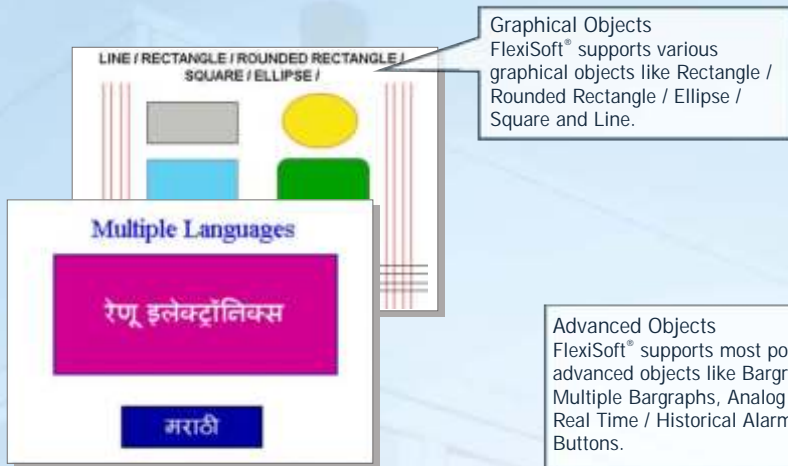 LINE / RECTANGLE / ROUNDED RECTANGLE /
SQUARE / ELLIPSE /
Graphical Objects
FlexiSoft® supports various
graphical objects like Rectangle /
Rounded Rectangle / Ellipse /
Square and Line.
Multiple Languages
रेणू इलेक्ट्रॉनिक्स
मराठी
Advanced Objects
FlexiSoft® supports most po
advanced objects like Bargr
Multiple Bargraphs, Analog
Real Time / Historical Alarm
Buttons.